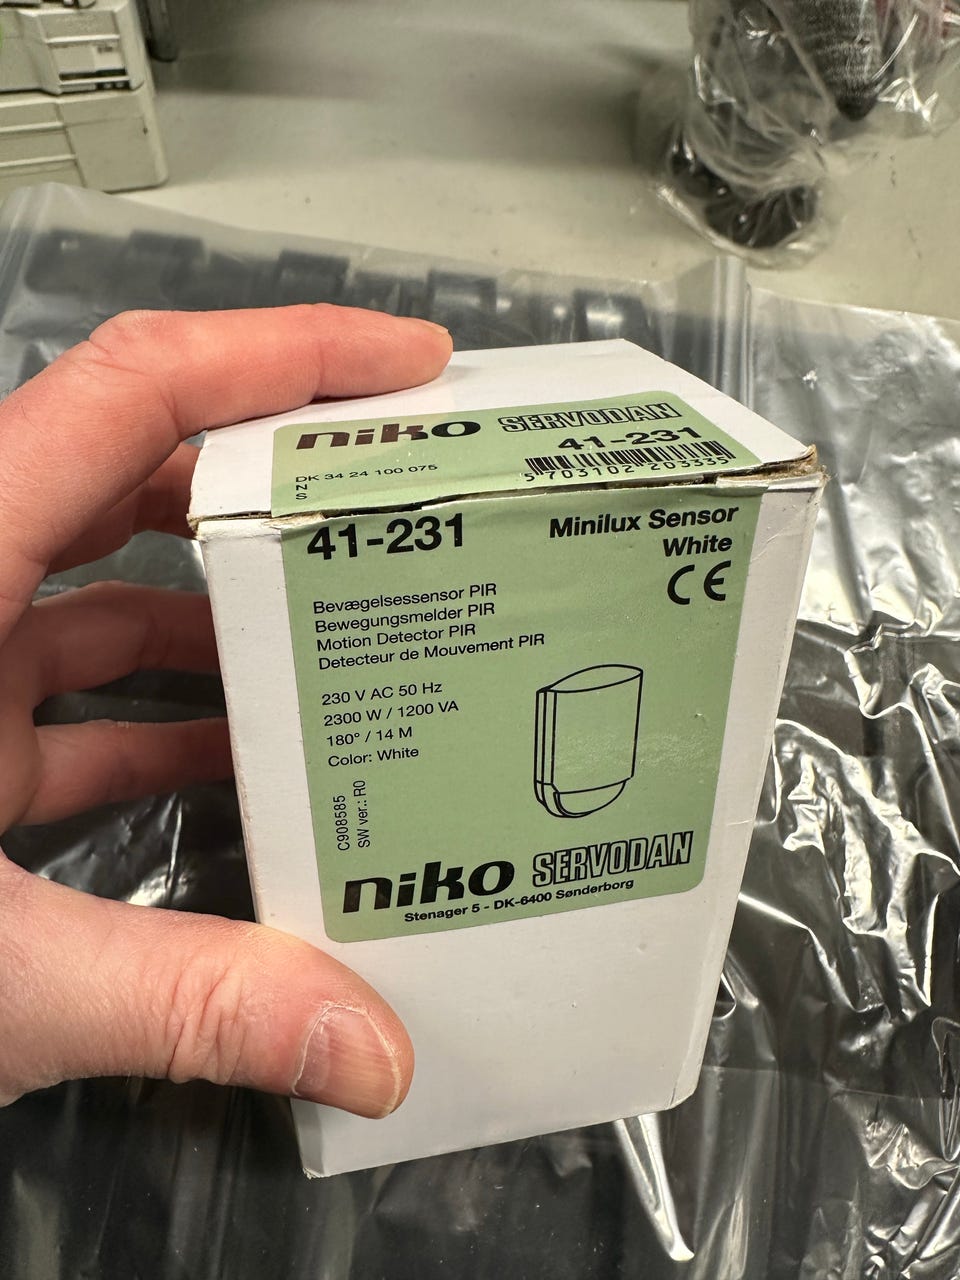 niko SERVODAN
41-231
DK 34 24 100 075
N
S
5 703102 203335
41-231
Minilux Sensor
White
CE
Bevægelsessensor PIR
Bewegungsmelder PIR
Motion Detector PIR
Detecteur de Mouvement PIR
230 V AC 50 Hz
2300 W / 1200 VA
180° / 14 M
Color: White
C908585
SW ver.: R0
niko SERVODAN
Stenager 5 - DK-6400 Sønderborg